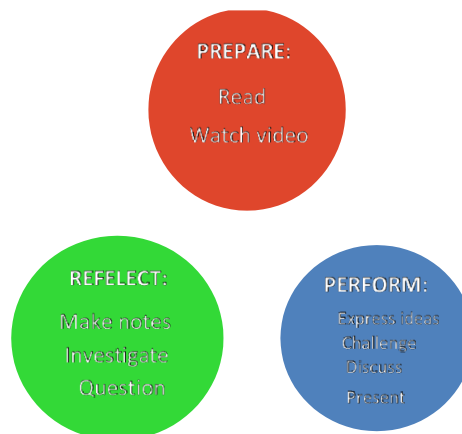 PREPARE:
Read
Watch video
REFELECT:
Make notes
Investigate
Question
PERFORM:
Express ideas
Challenge
Discuss
Present